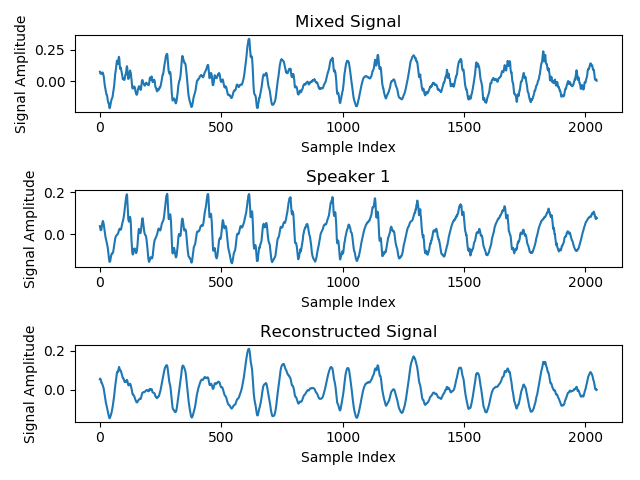 Mixed Signal
Signal Amplitude
0.25
0.00
0 500 1000 1500 2000
Sample Index
Speaker 1
Signal Amplitude
0.2
0.0
0 500 1000 1500 2000
Sample Index
Reconstructed Signal
Signal Amplitude
0.2
0.0
0 500 1000 1500 2000
Sample Index